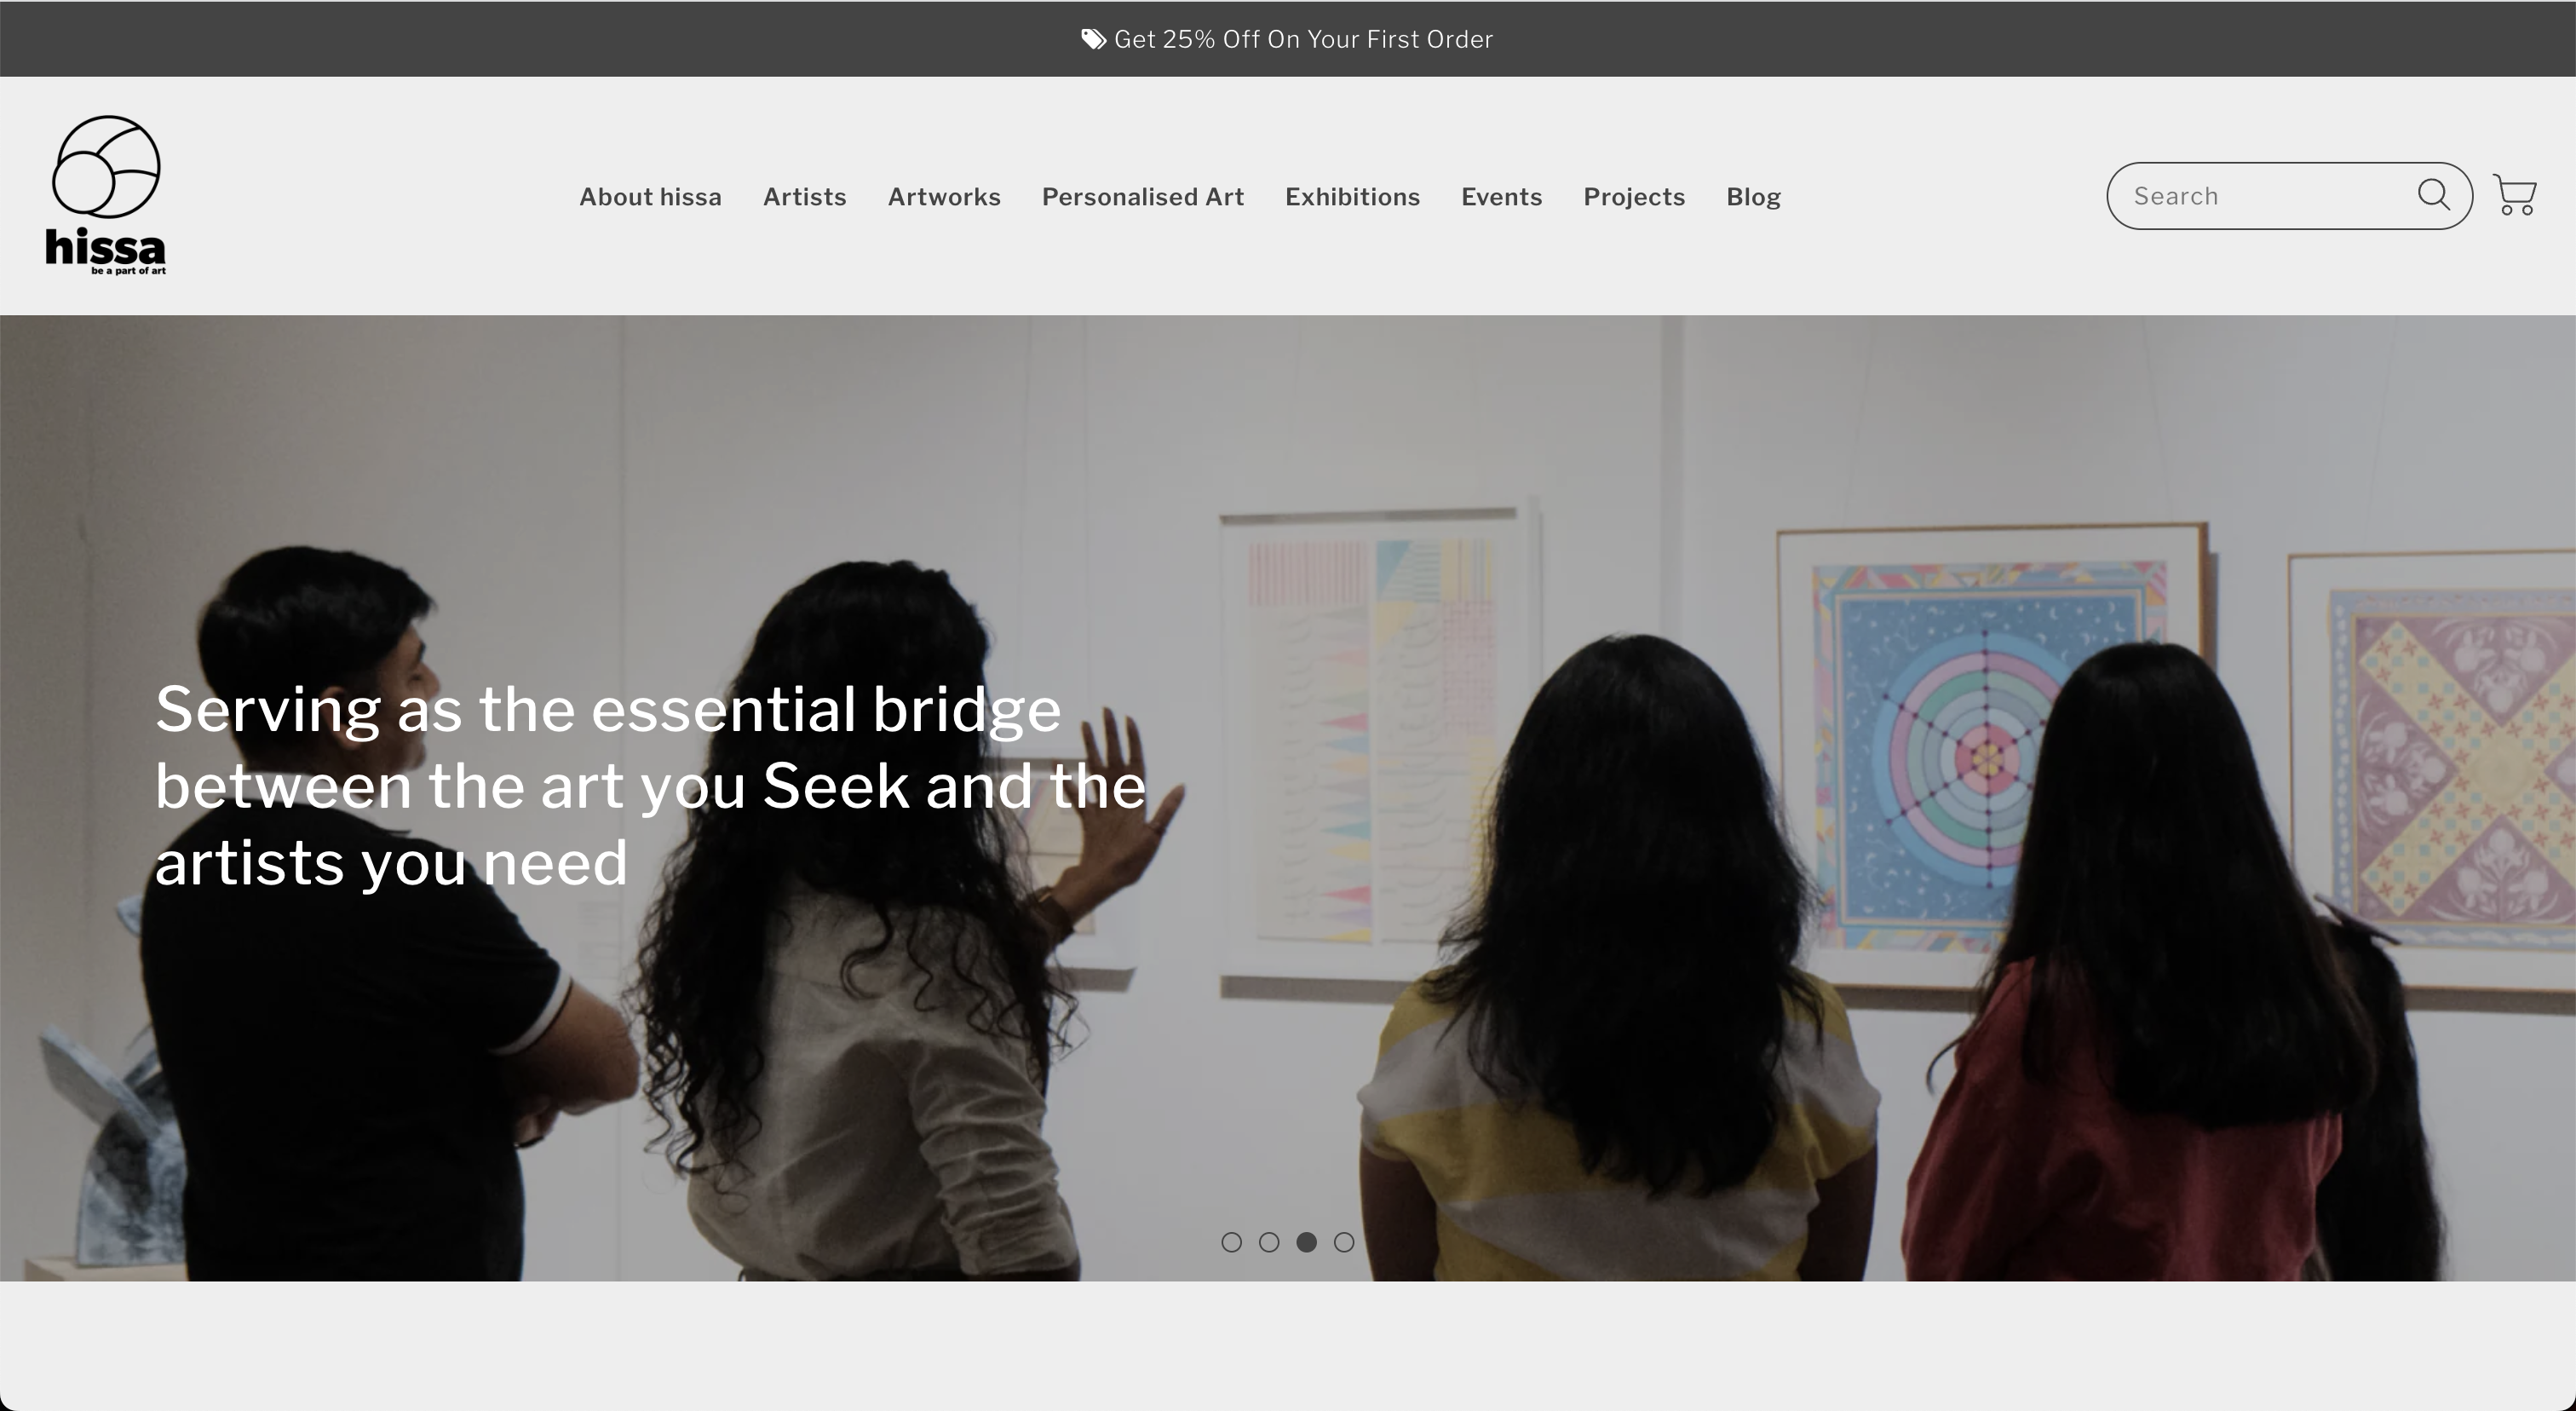 Get 25% Off On Your First Order
hissa
be a part of art
About hissa Artists Artworks Personalised Art Exhibitions Events Projects Blog
Search
Serving as the essential bridge
between the art you Seek and the
artists you need